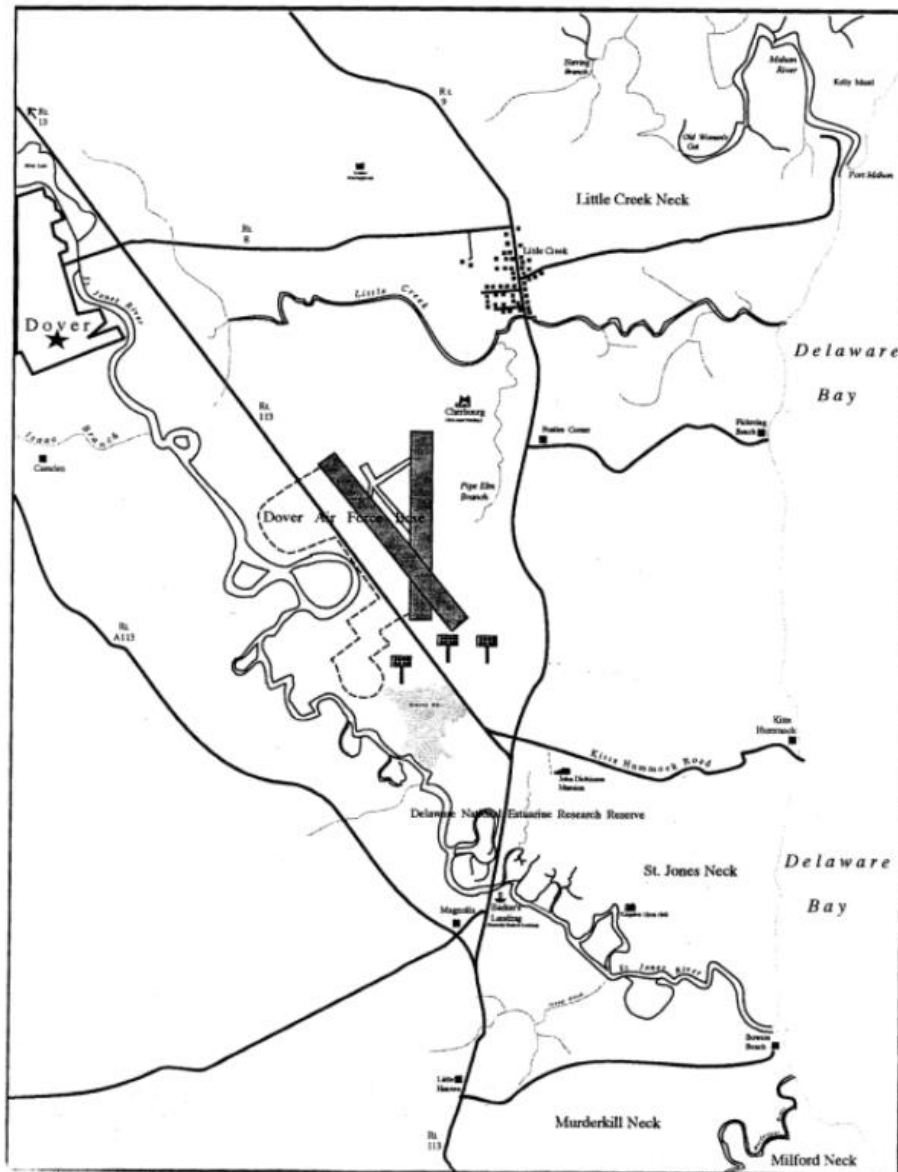 Herring
Branch
Mahon
River
Kelly Island
Rt.
9
Rt.
13
Old Woman's
Gut
Port Mahon
Little Creek Neck
Rt.
8
Little Creek
St. Jones River
Little Creek
Dover
Delaware
Bay
Rt.
113
Cherbourg
Pickering
Beach
Isaac Branch
Camden
Pipe Elm
Branch
Dover Air Force Base
Rt.
A113
Kitts
Hummock
Kitts Hummock Road
John Dickinson
Mansion
Delaware National Estuarine Research Reserve
St. Jones Neck
Delaware
Bay
Magnolia
Barker's
Landing
St. Jones River
Bowers
Beach
Little
Heaven
Murderkill Neck
Rt.
113
Milford Neck